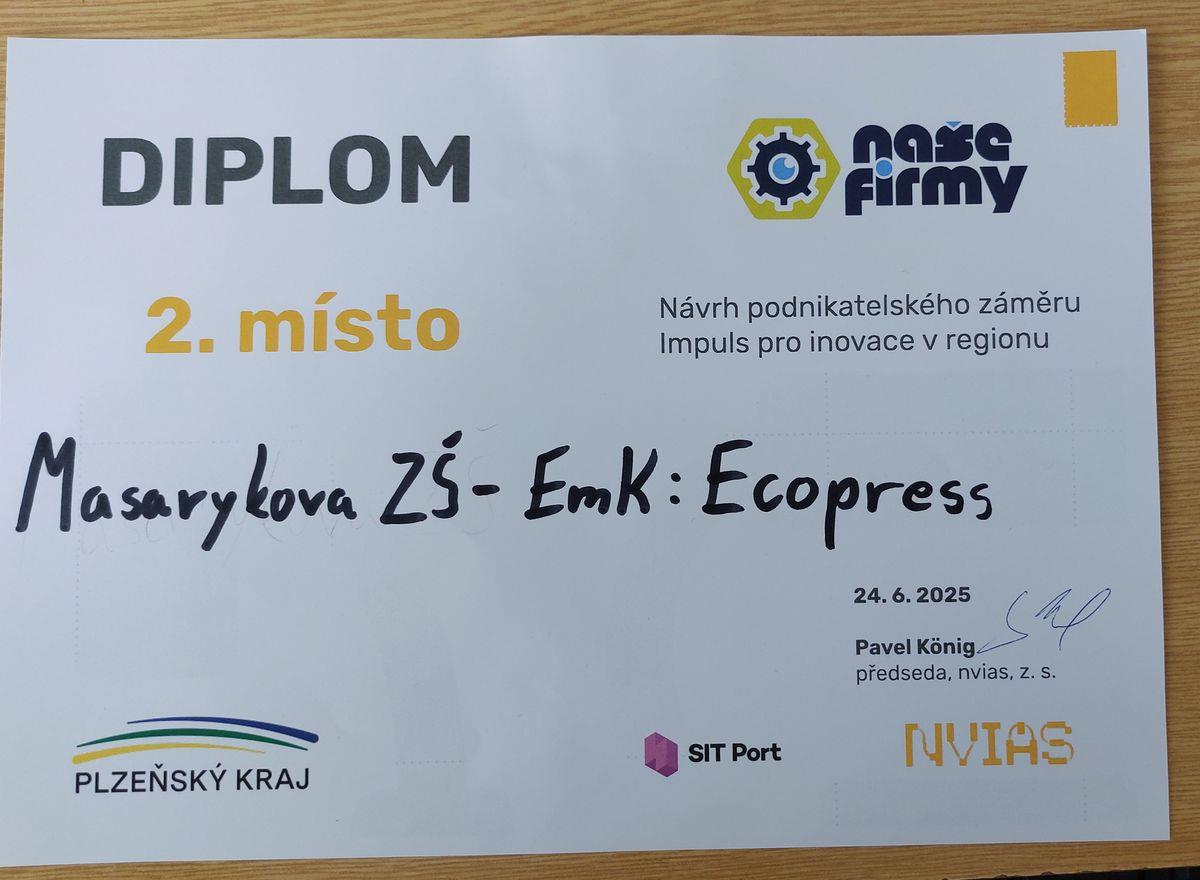 DIPLOM
naše
firmy
2. místo
Návrh podnikatelského záměru
Impuls pro inovace v regionu
Masarykova ZŠ - EmK: Ecopress
24. 6. 2025
Pavel König
předseda, nvias, z. s.
PLZEŇSKÝ KRAJ
SIT Port
NVIAS